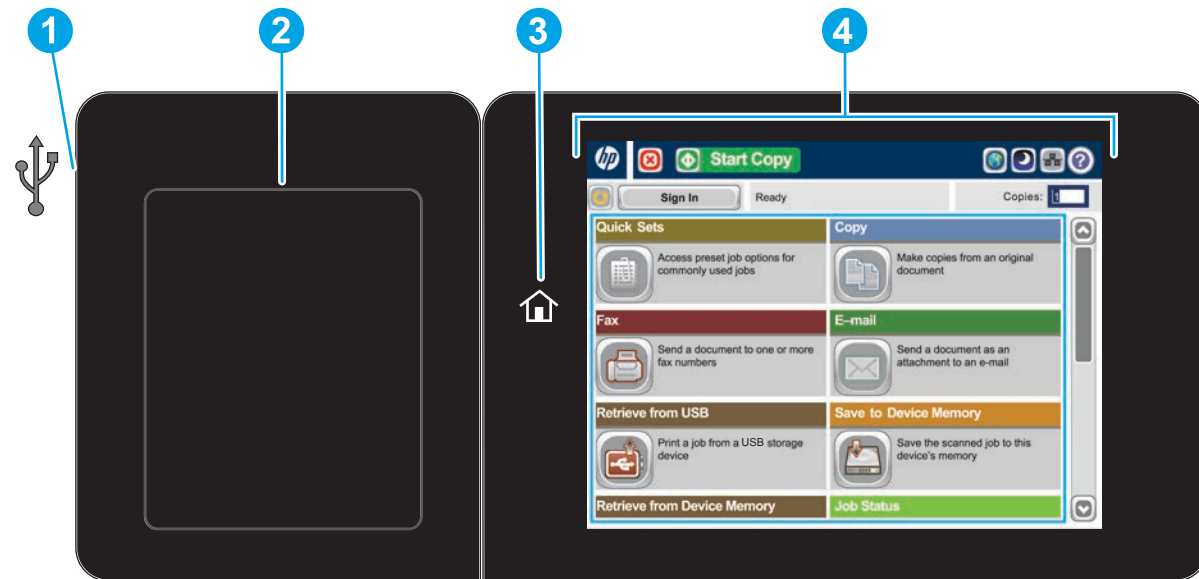 1
2
3
4
hp
Start Copy
Sign In
Ready
Copies:
1
Quick Sets
Copy
Access preset job options for
commonly used jobs
Make copies from an original
document
Fax
E–mail
Send a document to one or more
fax numbers
Send a document as an
attachment to an e-mail
Retrieve from USB
Save to Device Memory
Print a job from a USB storage
device
Save the scanned job to this
device's memory
Retrieve from Device Memory
Job Status